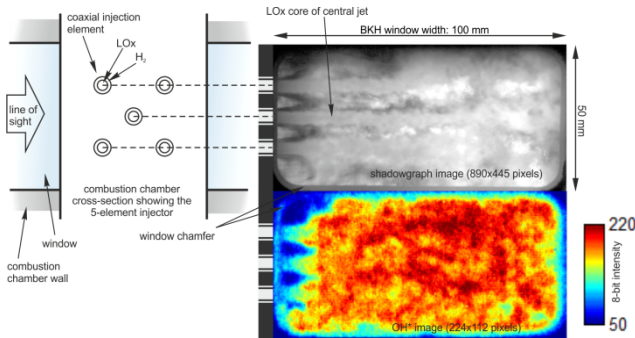 coaxial injection
element
LOx
H₂
LOx core of central jet
BKH window width: 100 mm
50 mm
line of
sight
shadowgraph image (890x445 pixels)
combustion chamber
cross-section showing the
5-element injector
window chamfer
window
combustion
chamber wall
220
8-bit intensity
50
OH* image (224x112 pixels)